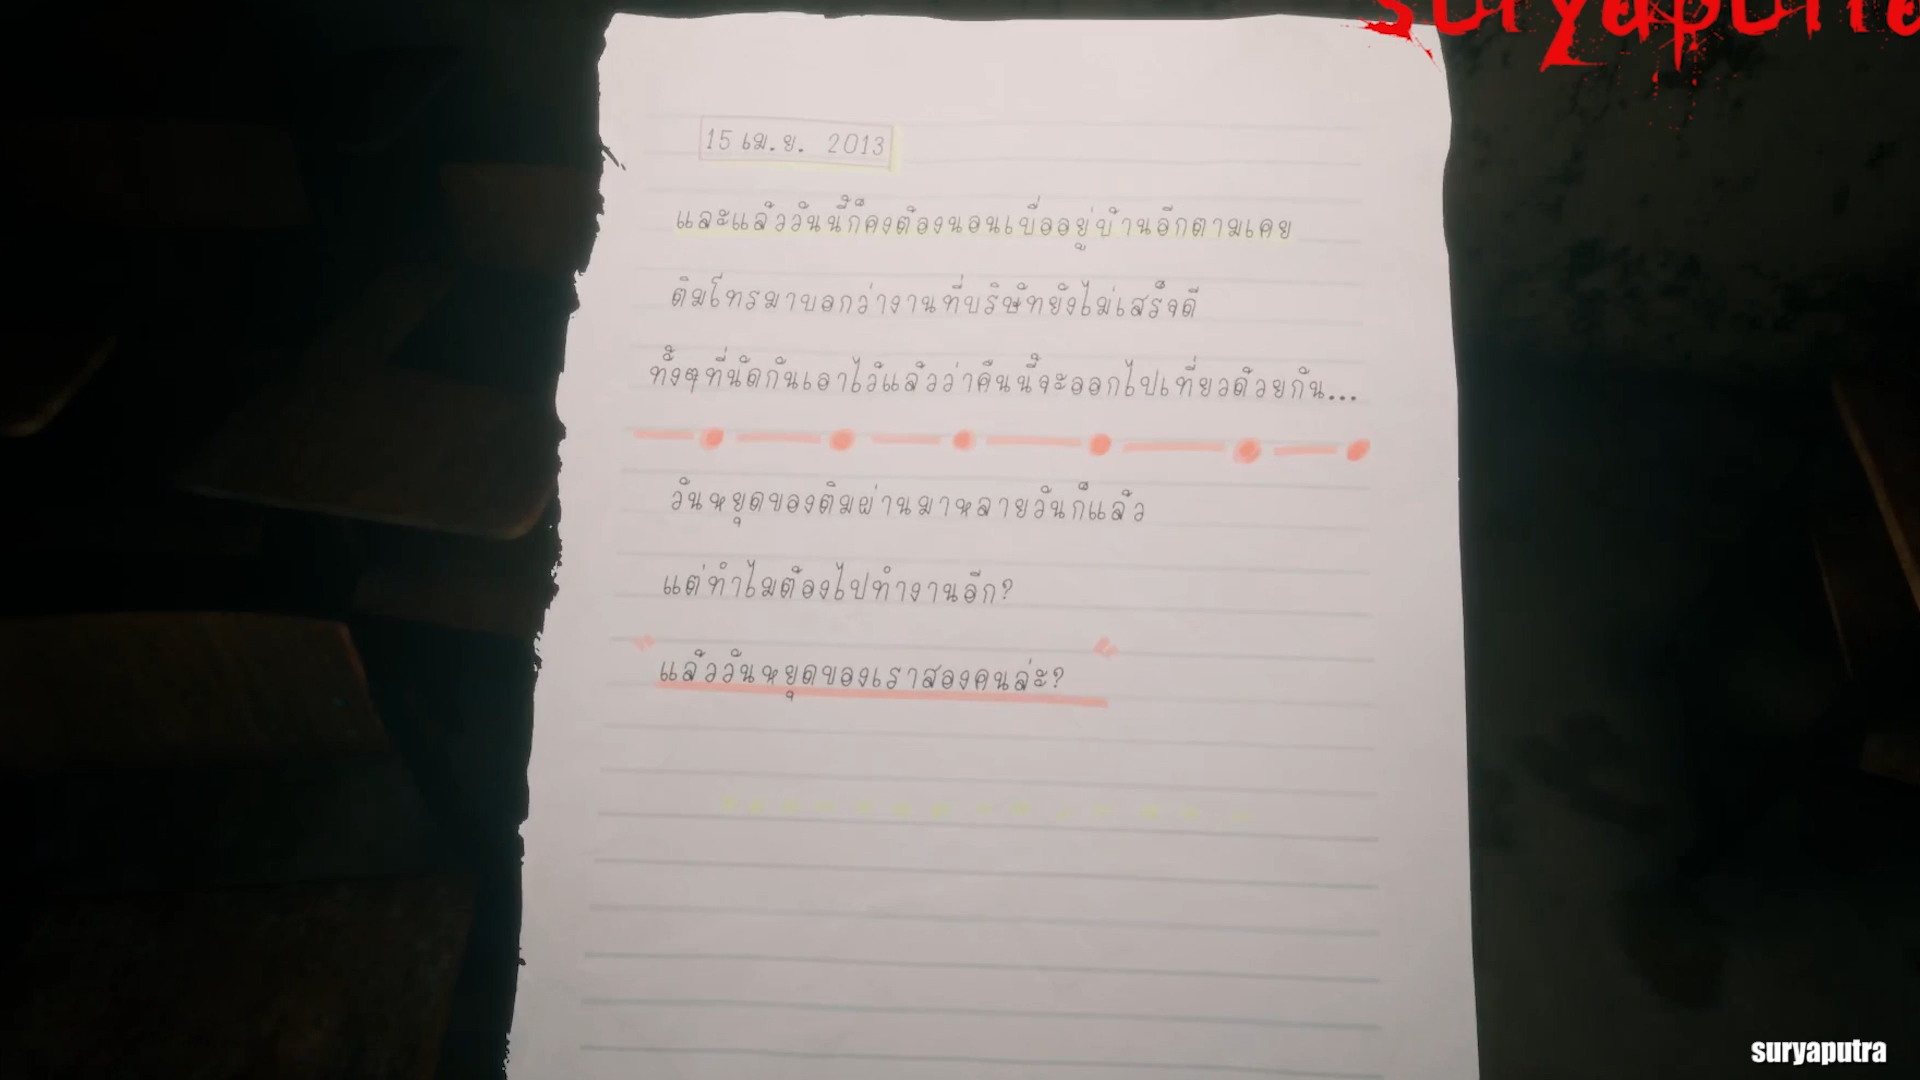 suryaputra
15 เม.ย. 2013
และแล้ววันนี้ก็คงต้องนอนเบื่ออยู่บ้านอีกตามเคย
ติมโทรมาบอกว่างานที่บริษัทยังไม่เสร็จดี
ทั้งๆที่นัดกันเอาไว้แล้วว่าคืนนี้จะออกไปเที่ยวด้วยกัน...
วันหยุดของติมผ่านมาหลายวันก็แล้ว
แต่ทำไมต้องไปทำงานอีก?
"แล้ววันหยุดของเราสองคนล่ะ?"
suryaputra